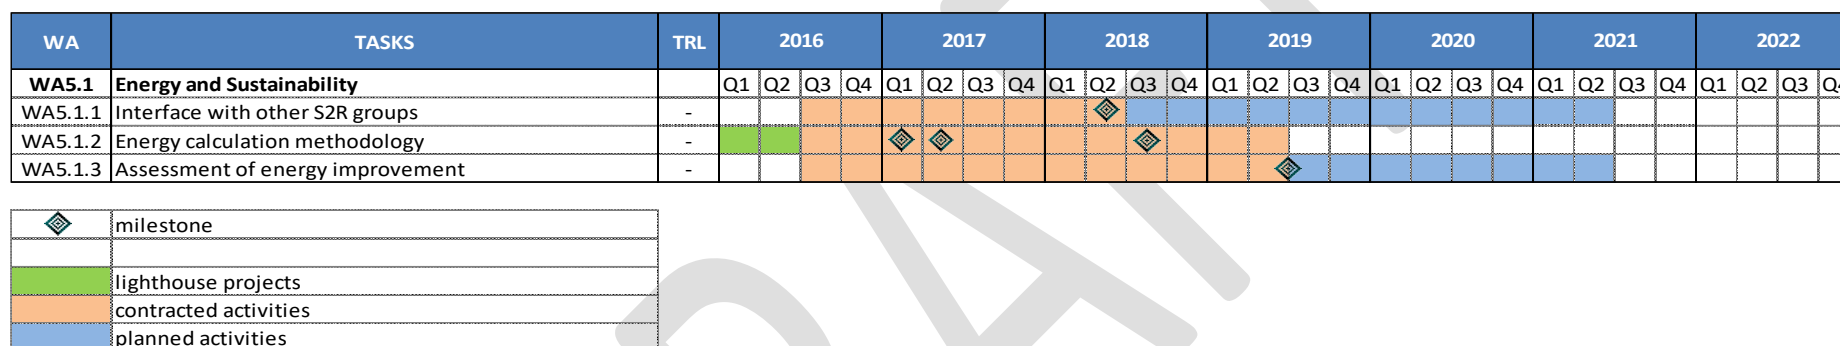 WA TASKS TRL 2016 2017 2018 2019 2020 2021 2022
WA5.1 Energy and Sustainability Q1 Q2 Q3 Q4 Q1 Q2 Q3 Q4 Q1 Q2 Q3 Q4 Q1 Q2 Q3 Q4 Q1 Q2 Q3 Q4 Q1 Q2 Q3 Q4 Q1 Q2 Q3 Q4
WA5.1.1 Interface with other S2R groups -
WA5.1.2 Energy calculation methodology -
WA5.1.3 Assessment of energy improvement -
milestone
lighthouse projects
contracted activities
planned activities